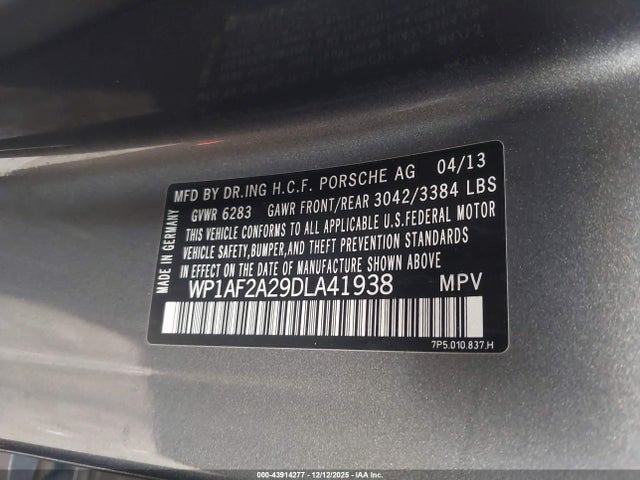 MFD BY DR.ING H.C.F. PORSCHE AG 04/13
GVWR 6283 GAWR FRONT/REAR 3042/3384 LBS
THIS VEHICLE CONFORMS TO ALL APPLICABLE U.S.FEDERAL MOTOR
VEHICLE SAFETY,BUMPER,AND THEFT PREVENTION STANDARDS
IN EFFECT ON THE DATE OF MANUFACTURE SHOWN ABOVE
WP1AF2A29DLA41938 MPV
MADE IN GERMANY
7P5.010.837.H
000-43914277 - 12/12/2025 - IAAI.CA